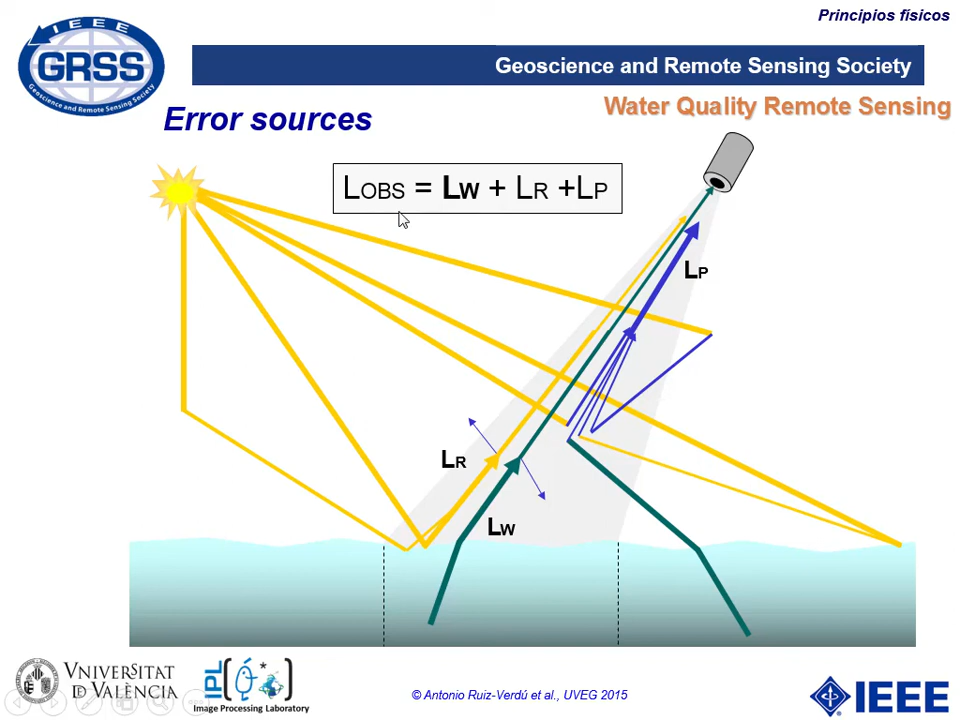 Principios físicos
IEEE
GRSS
Geoscience and Remote Sensing Society
Geoscience and Remote Sensing Society
Water Quality Remote Sensing
Error sources
LOBS = LW + LR +LP
LP
LR
LW
VNIVERSITAT
D VALÈNCIA
IPL
Image Processing Laboratory
© Antonio Ruiz-Verdú et al., UVEG 2015
IEEE